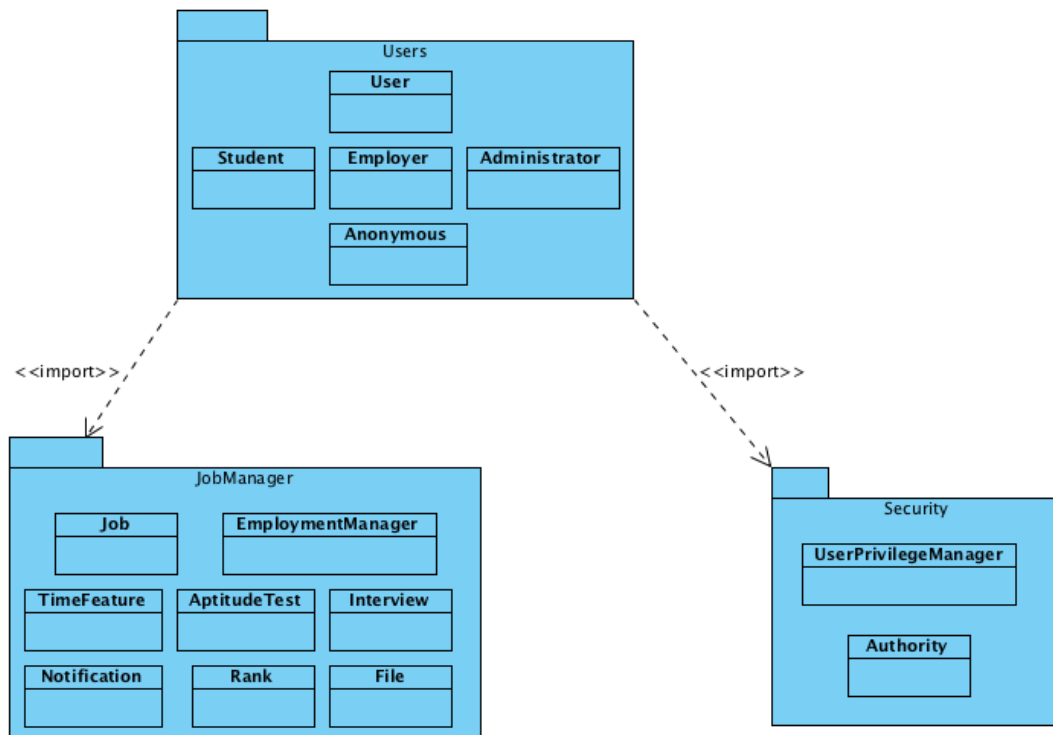 Users
User
Student Employer Administrator
Anonymous
<<import>> <<import>>
JobManager
Job EmploymentManager
TimeFeature AptitudeTest Interview
Notification Rank File
Security
UserPrivilegeManager
Authority